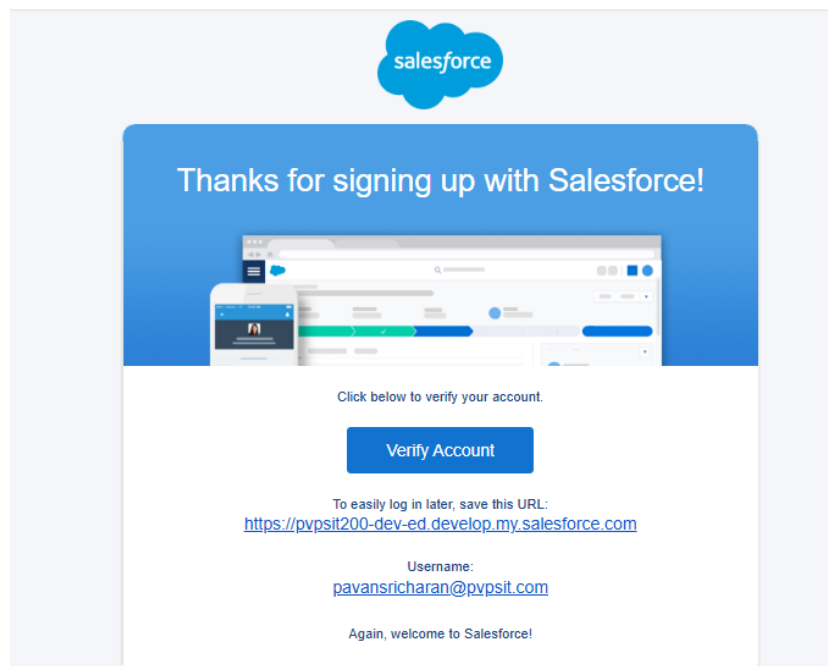 salesforce
Thanks for signing up with Salesforce!
Click below to verify your account.
Verify Account
To easily log in later, save this URL:
https://pvpsit200-dev-ed.develop.my.salesforce.com
Username:
pavansricharan@pvpsit.com
Again, welcome to Salesforce!